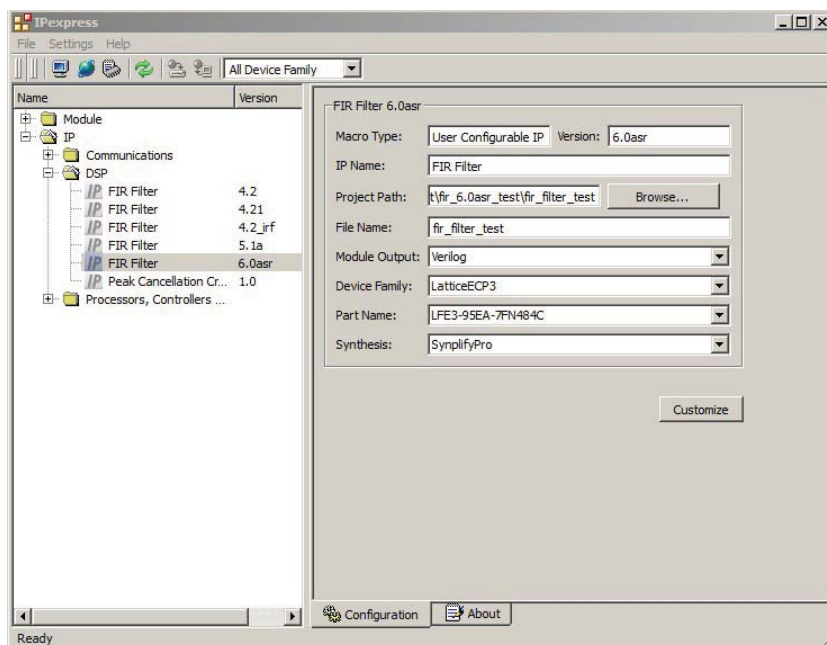 IPexpress
File Settings Help
All Device Family
Name Version
Module
IP
Communications
DSP
FIR Filter 4.2
FIR Filter 4.21
FIR Filter 4.2_irf
FIR Filter 5.1a
FIR Filter 6.0asr
Peak Cancellation Cr... 1.0
Processors, Controllers ...
FIR Filter 6.0asr
Macro Type: User Configurable IP Version: 6.0asr
IP Name: FIR Filter
Project Path: t\fir_6.0asr_test\fir_filter_test Browse...
File Name: fir_filter_test
Module Output: Verilog
Device Family: LatticeECP3
Part Name: LFE3-95EA-7FN484C
Synthesis: SynplifyPro
Customize
Configuration About
Ready